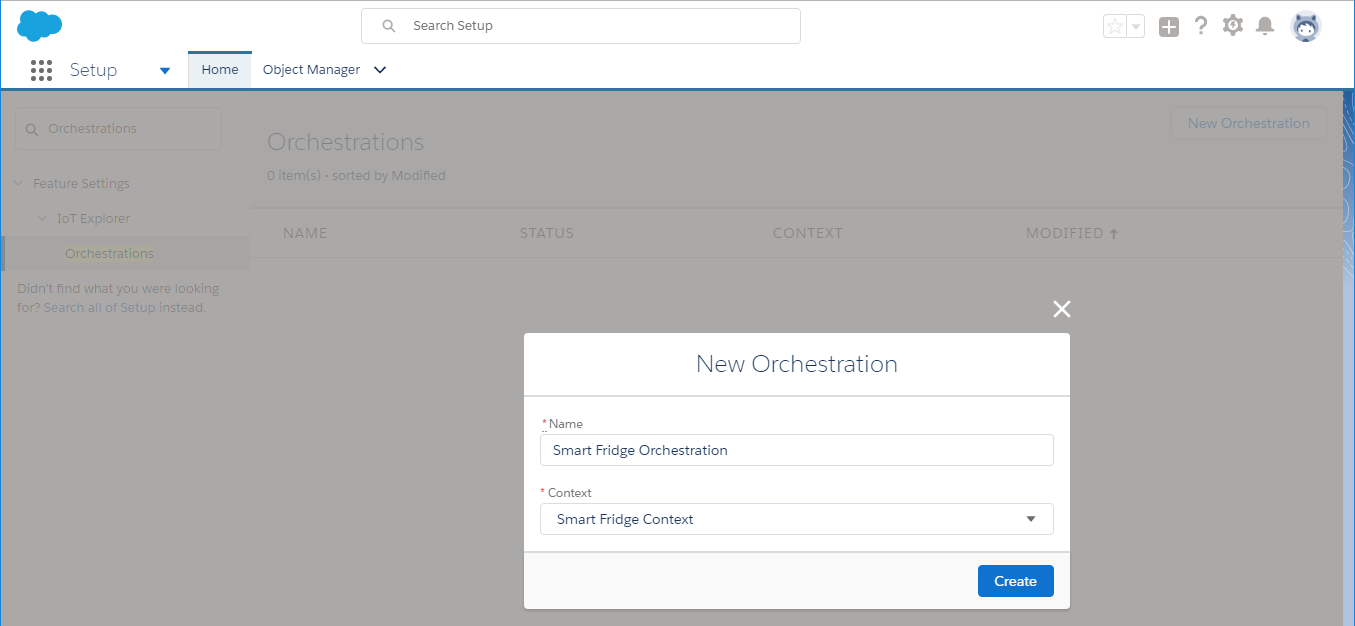 Search Setup
Setup Home Object Manager
Orchestrations
Feature Settings
IoT Explorer
Orchestrations
Didn't find what you were looking
for? Search all of Setup instead.
Orchestrations
0 item(s) • sorted by Modified
New Orchestration
NAME STATUS CONTEXT MODIFIED ↑
New Orchestration
*Name
Smart Fridge Orchestration
* Context
Smart Fridge Context
Create